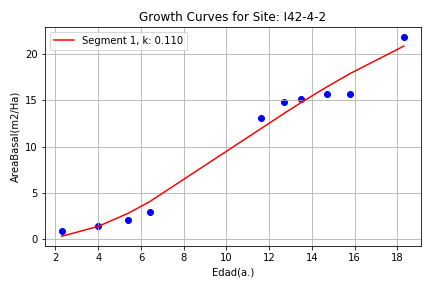 Growth Curves for Site: I42-4-2
Segment 1, k: 0.110
AreaBasal(m2/Ha)
20
15
10
5
0
2 4 6 8 10 12 14 16 18
Edad(a.)